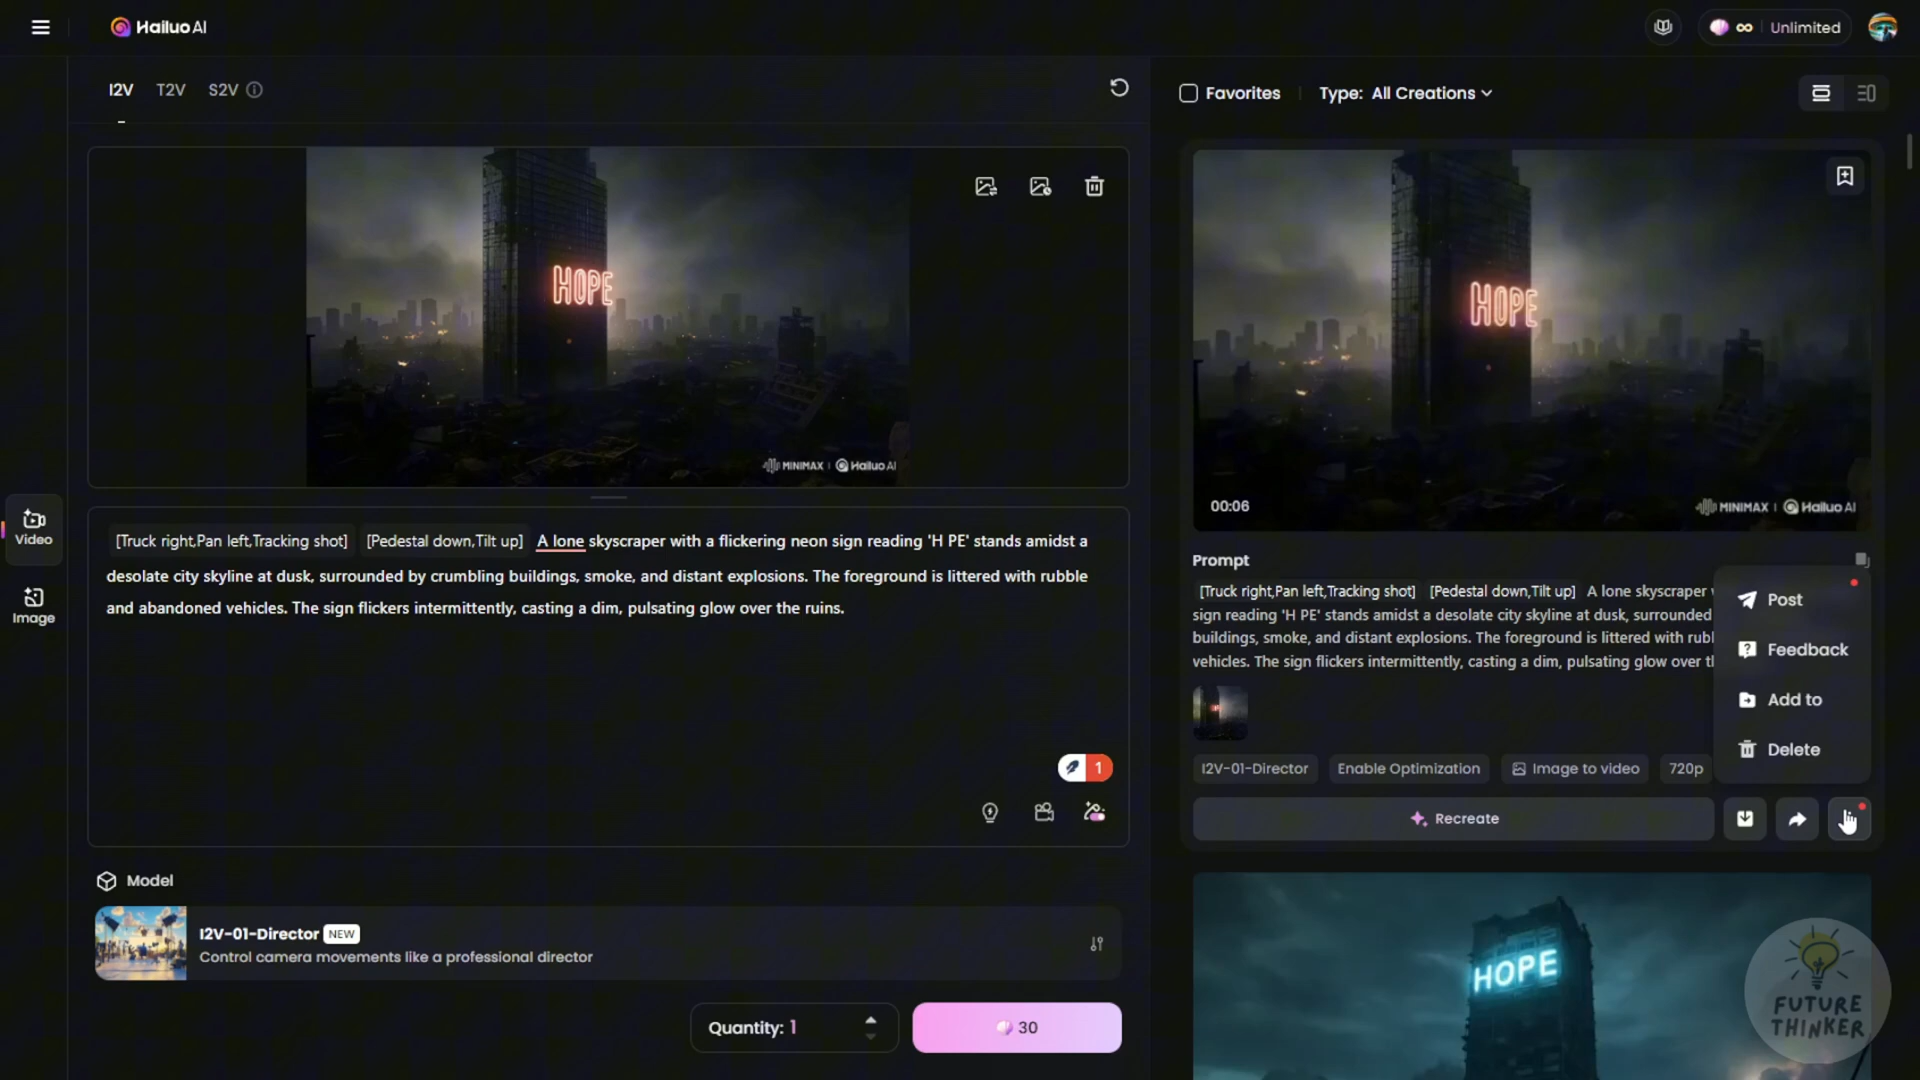 Hailuo AI
Unlimited
I2V
T2V
S2V
Favorites
Type: All Creations
HOPE
MINIMAX | Hailuo AI
HOPE
00:06
MINIMAX | Hailuo AI
Video
Image
[Truck right,Pan left,Tracking shot] [Pedestal down,Tilt up] A lone skyscraper with a flickering neon sign reading 'H PE' stands amidst a
desolate city skyline at dusk, surrounded by crumbling buildings, smoke, and distant explosions. The foreground is littered with rubble
and abandoned vehicles. The sign flickers intermittently, casting a dim, pulsating glow over the ruins.
1
Prompt
[Truck right,Pan left,Tracking shot] [Pedestal down,Tilt up] A lone skyscraper
sign reading 'H PE' stands amidst a desolate city skyline at dusk, surrounded
buildings, smoke, and distant explosions. The foreground is littered with
vehicles. The sign flickers intermittently, casting a dim, pulsating glow over
Post
Feedback
Add to
Delete
I2V-01-Director
Enable Optimization
Image to video
720p
Recreate
Model
I2V-01-Director NEW
Control camera movements like a professional director
Quantity: 1
30
HOPE
FUTURE
THINKER